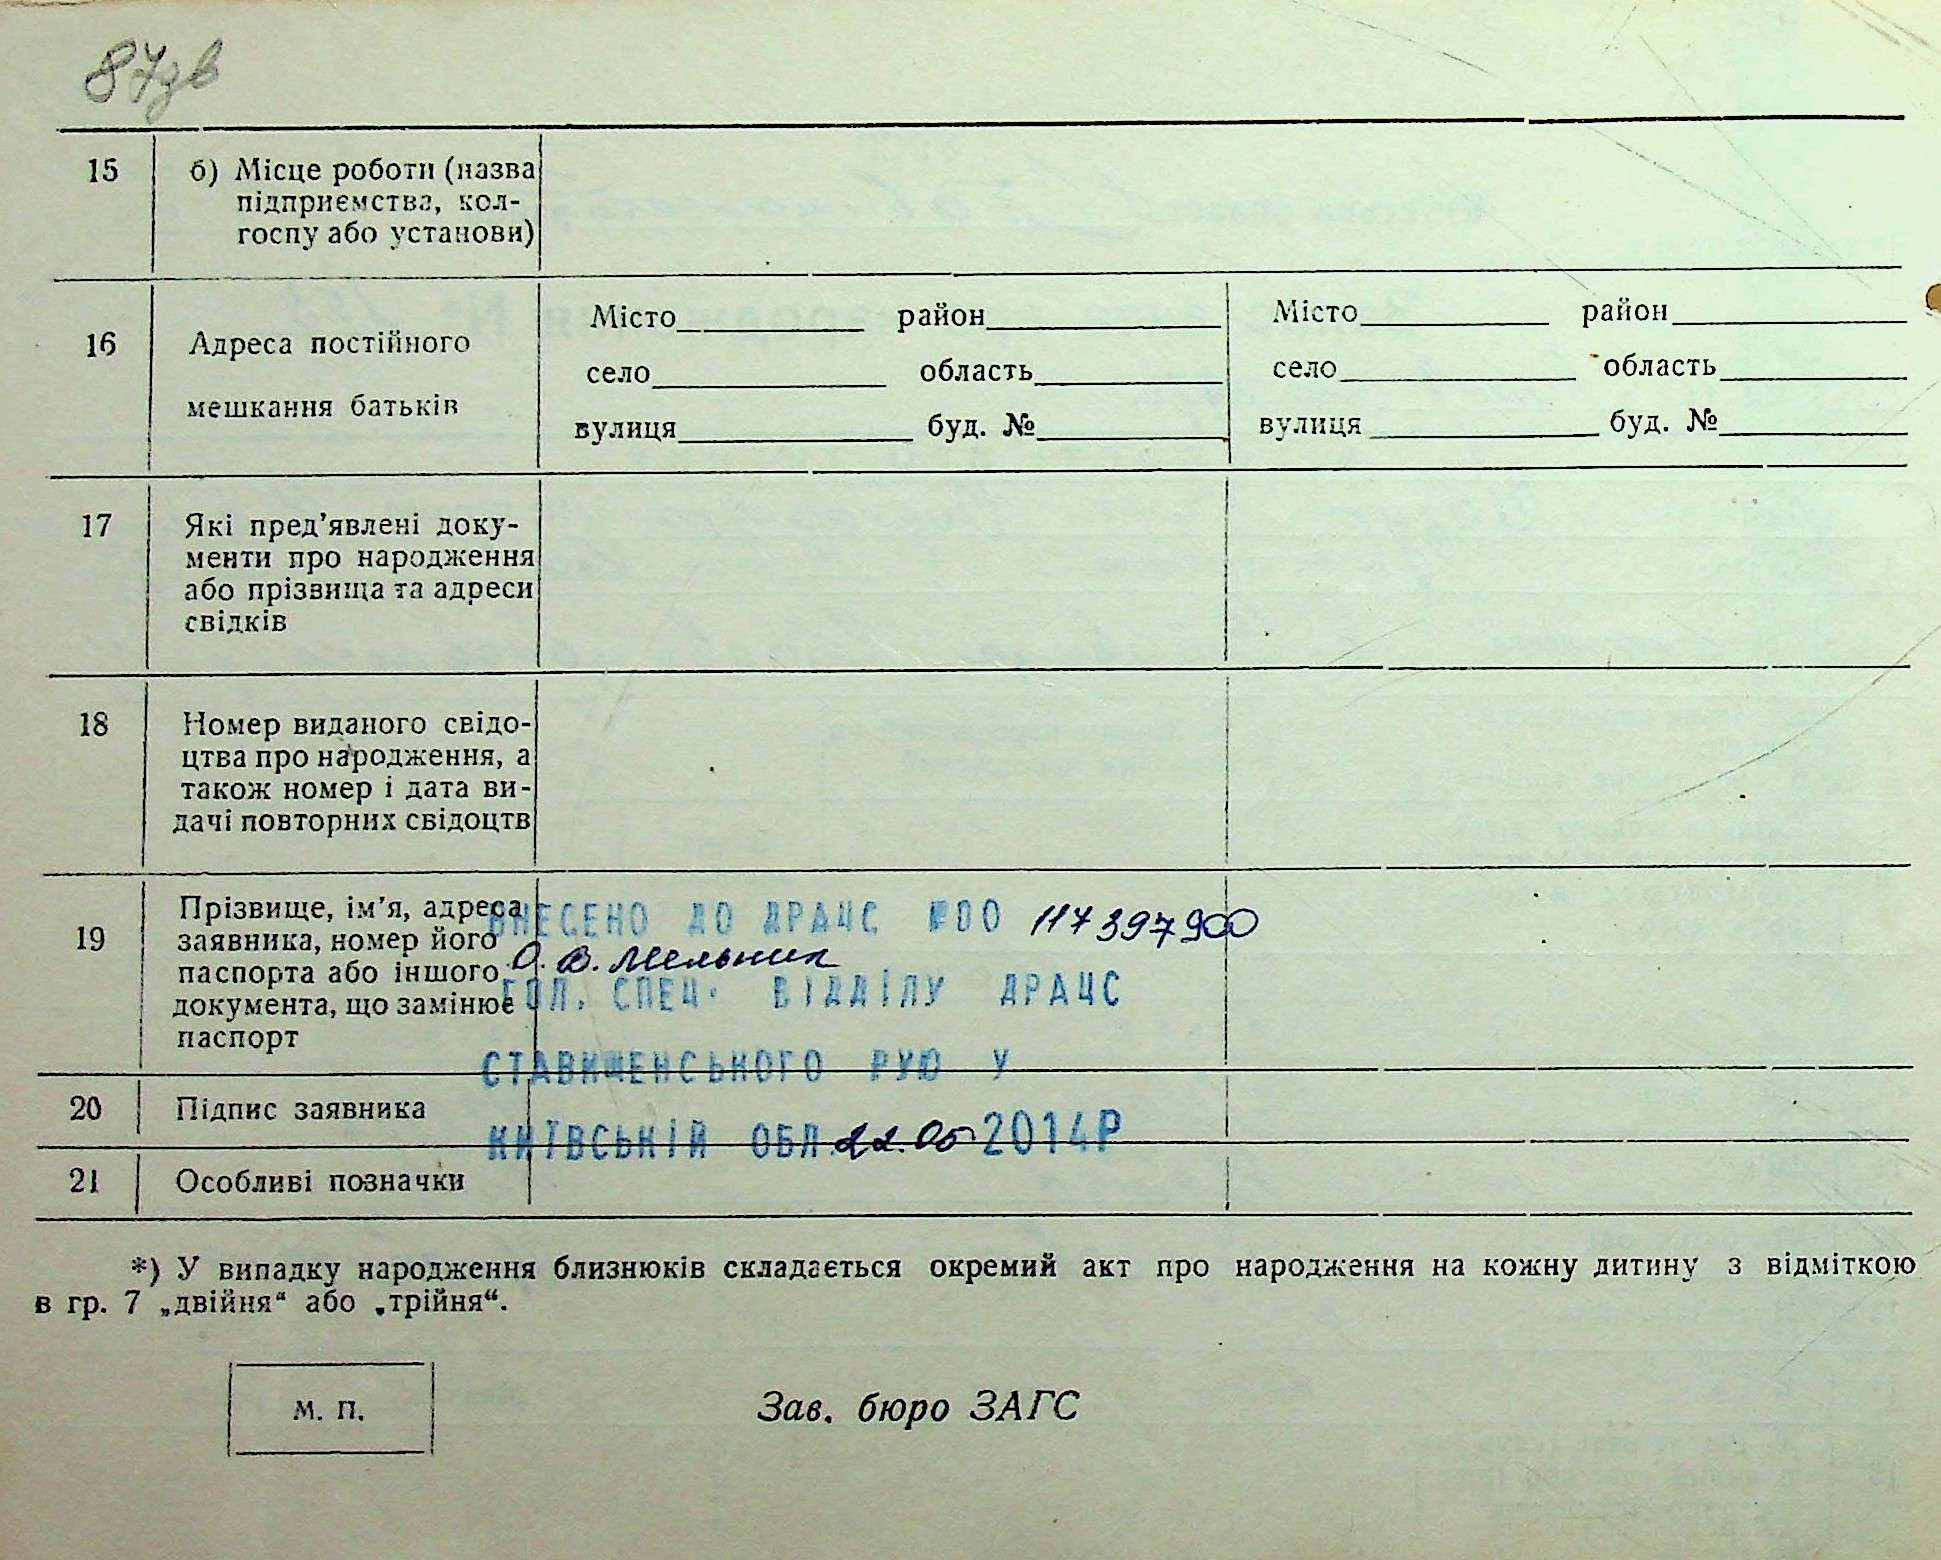 87зв
15 б) Місце роботи (назва
підприємства, кол-
госпу або установи)
16 Адреса постійного
мешкання батьків
Місто район Місто район
село область село область
вулиця буд. № вулиця буд. №
17 Які пред'явлені доку-
менти про народження
або прізвища та адреси
свідків
18 Номер виданого свідо-
цтва про народження, а
також номер і дата ви-
дачі повторних свідоцтв
19 Прізвище, ім'я, адреса
заявника, номер його
паспорта або іншого
документа, що замінює
паспорт
ВНЕСЕНО ДО ДРАЦС №00 117397900
О. В. Мельник
ГОЛ. СПЕЦ. ВІДДІЛУ ДРАЦС
СТАВИЩЕНСЬКОГО РУЮ У
КИЇВСЬКІЙ ОБЛ. 22.05 2014Р
20 Підпис заявника
21 Особливі позначки
*) У випадку народження близнюків складається окремий акт про народження на кожну дитину з відміткою
в гр. 7 „двійня“ або „трійня“.
М. П. Зав. бюро ЗАГС